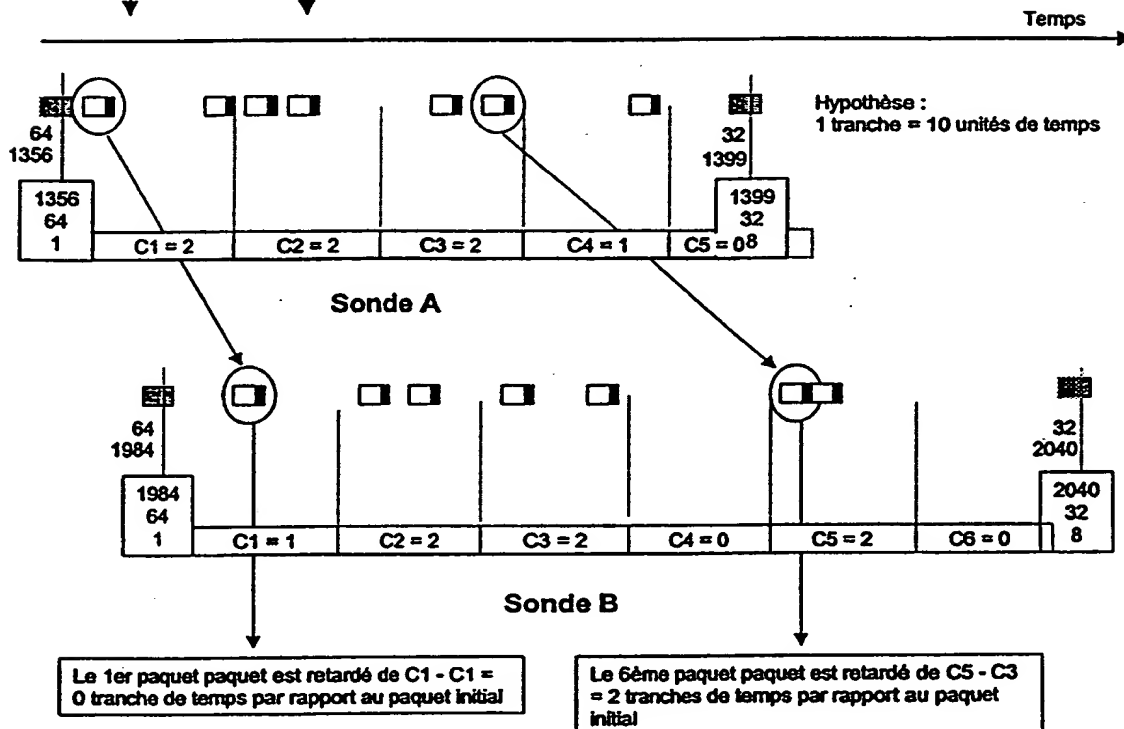 Temps
Hypothèse :
1 tranche = 10 unités de temps
64
1356
32
1399
1356
64
1
1399
32
8
C1 = 2
C2 = 2
C3 = 2
C4 = 1
C5 = 0
Sonde A
64
1984
32
2040
1984
64
1
2040
32
8
C1 = 1
C2 = 2
C3 = 2
C4 = 0
C5 = 2
C6 = 0
Sonde B
Le 1er paquet paquet est retardé de C1 - C1 =
0 tranche de temps par rapport au paquet initial
Le 6ème paquet paquet est retardé de C5 - C3
= 2 tranches de temps par rapport au paquet
initial